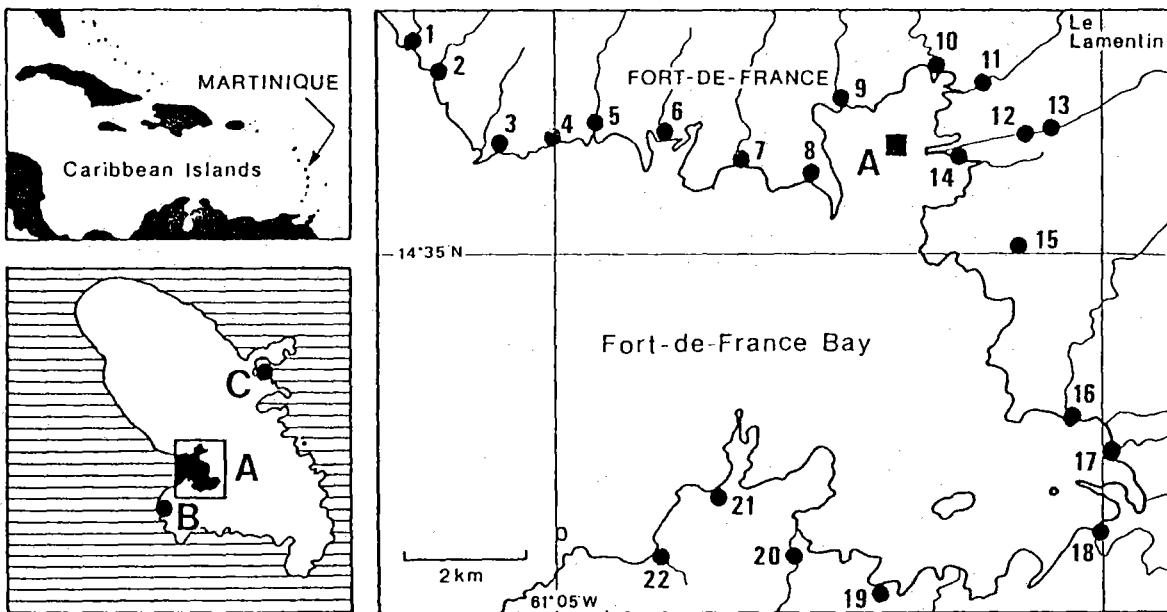 MARTINIQUE
Caribbean Islands
C
A
B
1
2
3
4
5
6
7
8
9
10
11
12
13
14
15
16
17
18
19
20
21
22
FORT-DE-FRANCE
Le
Lamentin
A
14°35 N
Fort-de-France Bay
2 km
61°05 W